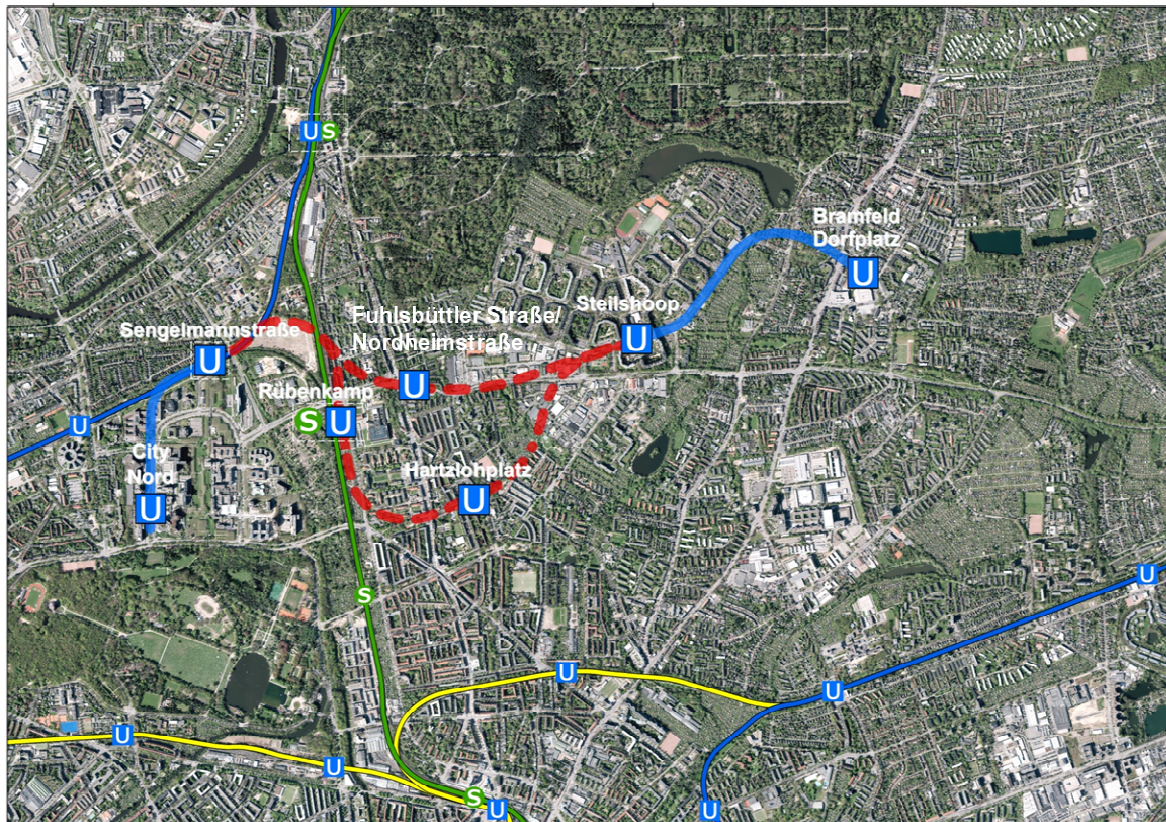 U S
Bramfeld
Dorfplatz
U
Steilshoop
U
Fuhlsbüttler Straße/
Nordheimstraße
U
Sengelmannstraße
U
Rübenkamp
S U
U
City
Nord
U
Hartzlohplatz
U
U
S
U
U
U
U
S
U
U